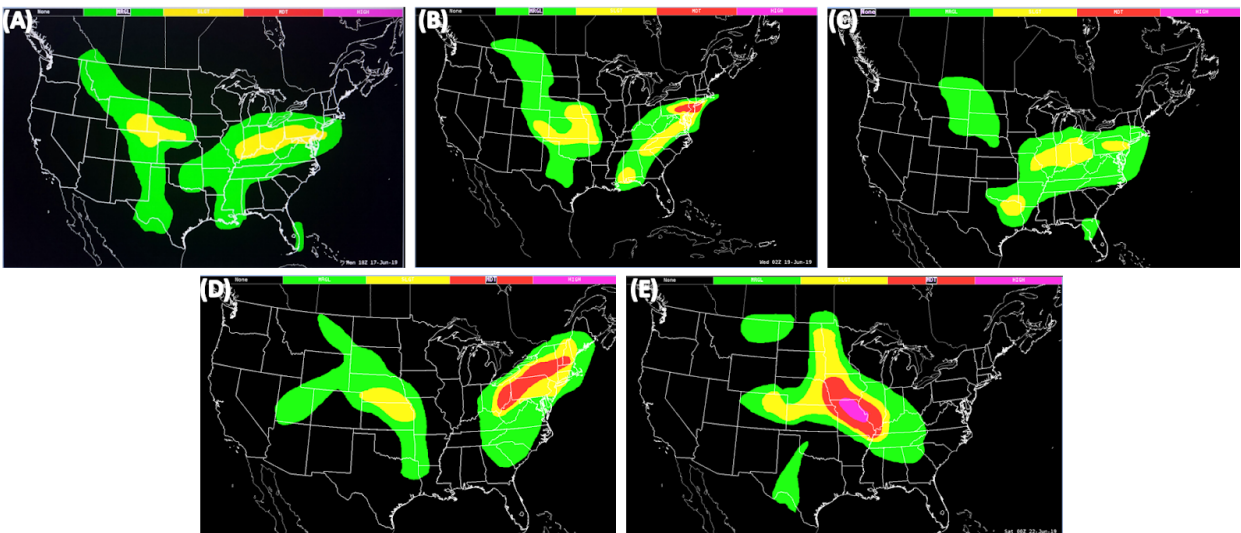 (A) None MRGL SLGT MDT HIGH
Mon 18Z 17-Jun-19
(B) MRGL SLGT MDT HIGH
Wed 02Z 19-Jun-19
(C) None MRGL SLGT MDT HIGH
(D) None MRGL SLGT MDT HIGH
(E) None MRGL SLGT MDT HIGH
Sat 00Z 22-Jun-19